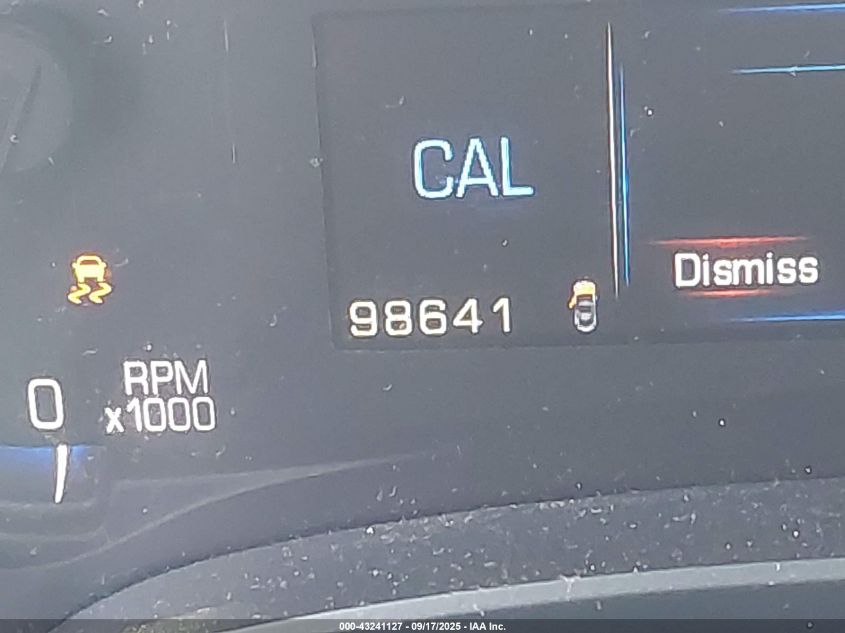 CAL
Dismiss
98641
RPM
0 x1000
000-43241127 - 09/17/2025 - IAA Inc.